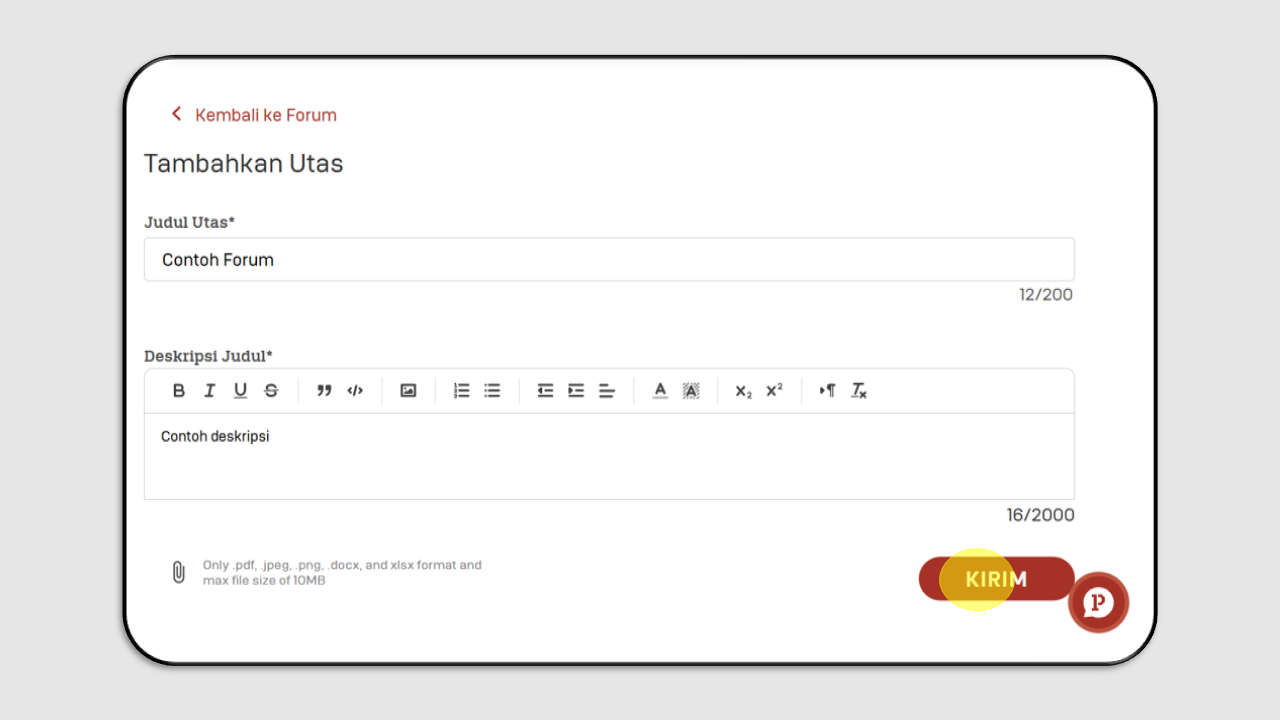 Kembali ke Forum
Tambahkan Utas
Judul Utas*
Contoh Forum
12/200
Deskripsi Judul*
Contoh deskripsi
16/2000
Only .pdf, .jpeg, .png, .docx, and xlsx format and
max file size of 10MB
KIRIM
P